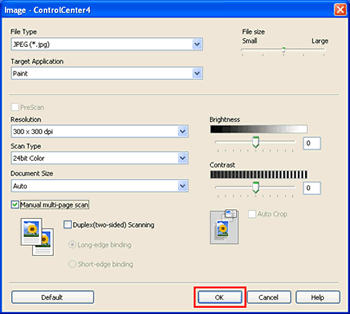 Image - ControlCenter4
File Type
JPEG (*.jpg)
File size
Small Large
Target Application
Paint
PreScan
Resolution
300 x 300 dpi
Brightness
0
Scan Type
24bit Color
Contrast
0
Document Size
Auto
Manual multi-page scan
Auto Crop
Duplex(two-sided) Scanning
Long-edge binding
Short-edge binding
Default OK Cancel Help